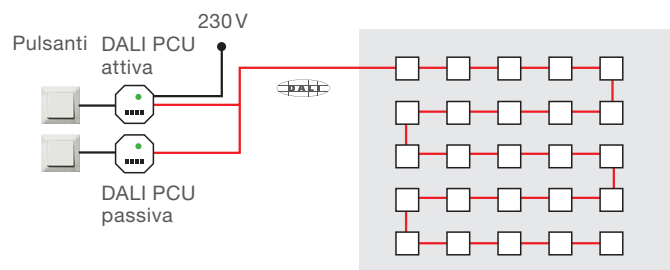 230 V
Pulsanti
DALI PCU
attiva
DALI
DALI PCU
passiva